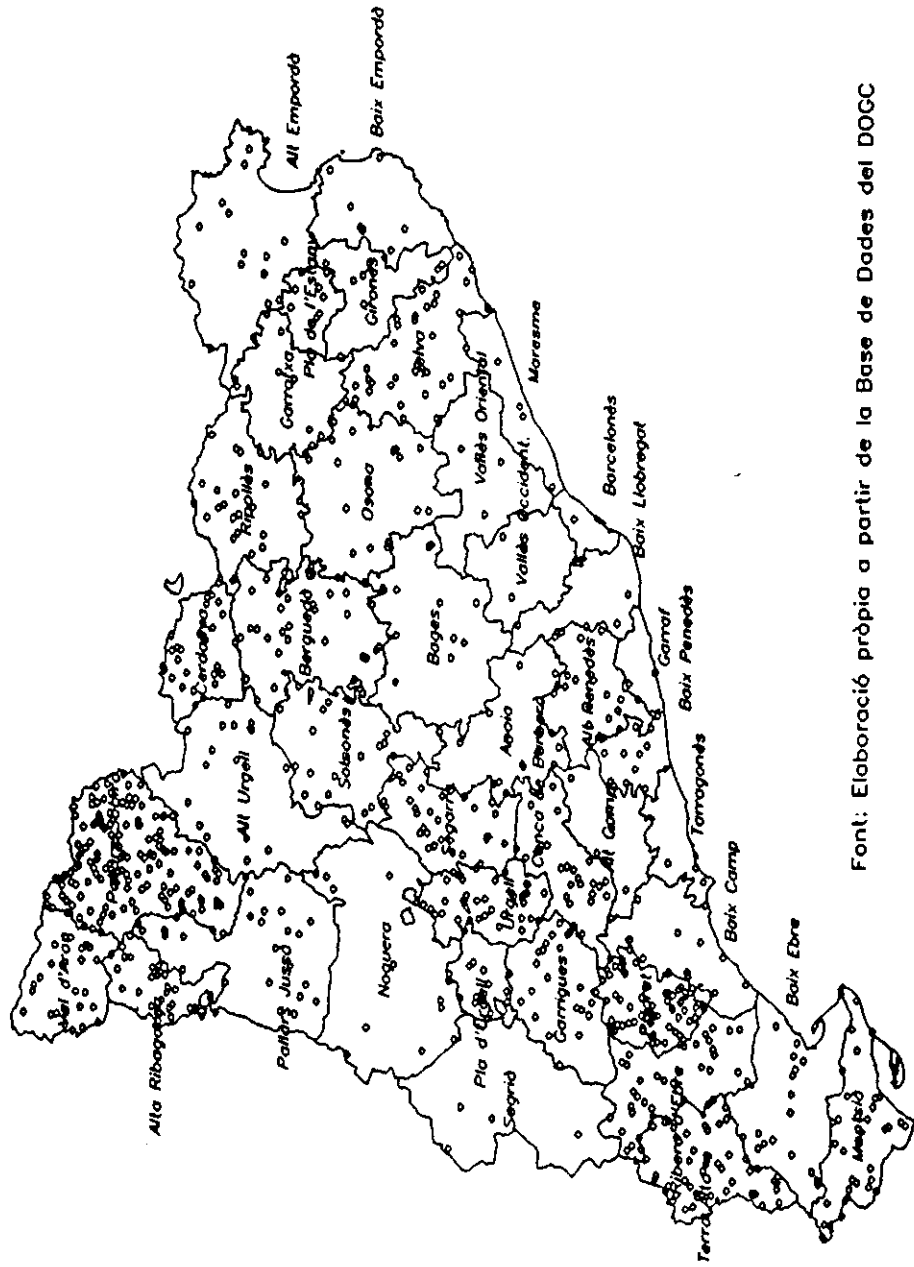 Val d'Aran
Alta Ribagorça
Pallars Jussà
Alt Urgell
Cerdanya
Ripollès
Garrotxa
Alt Empordà
Pla de l'Estany
Baix Empordà
Gironès
Berguedà
Solsonès
Osona
Selva
Noguera
Bages
Segarra
Vallès Oriental
Maresme
Pla d'Urgell
Urgell
Anoia
Vallès Occident.
Segrià
Conca de Barberà
Barcelonès
Garrigues
Alt Penedès
Baix Llobregat
Alt Camp
Garraf
Baix Penedès
Tarragonès
Ribera d'Ebre
Baix Camp
Terra Alta
Baix Ebre
Montsià
Font: Elaboració pròpia a partir de la Base de Dades del DOGC